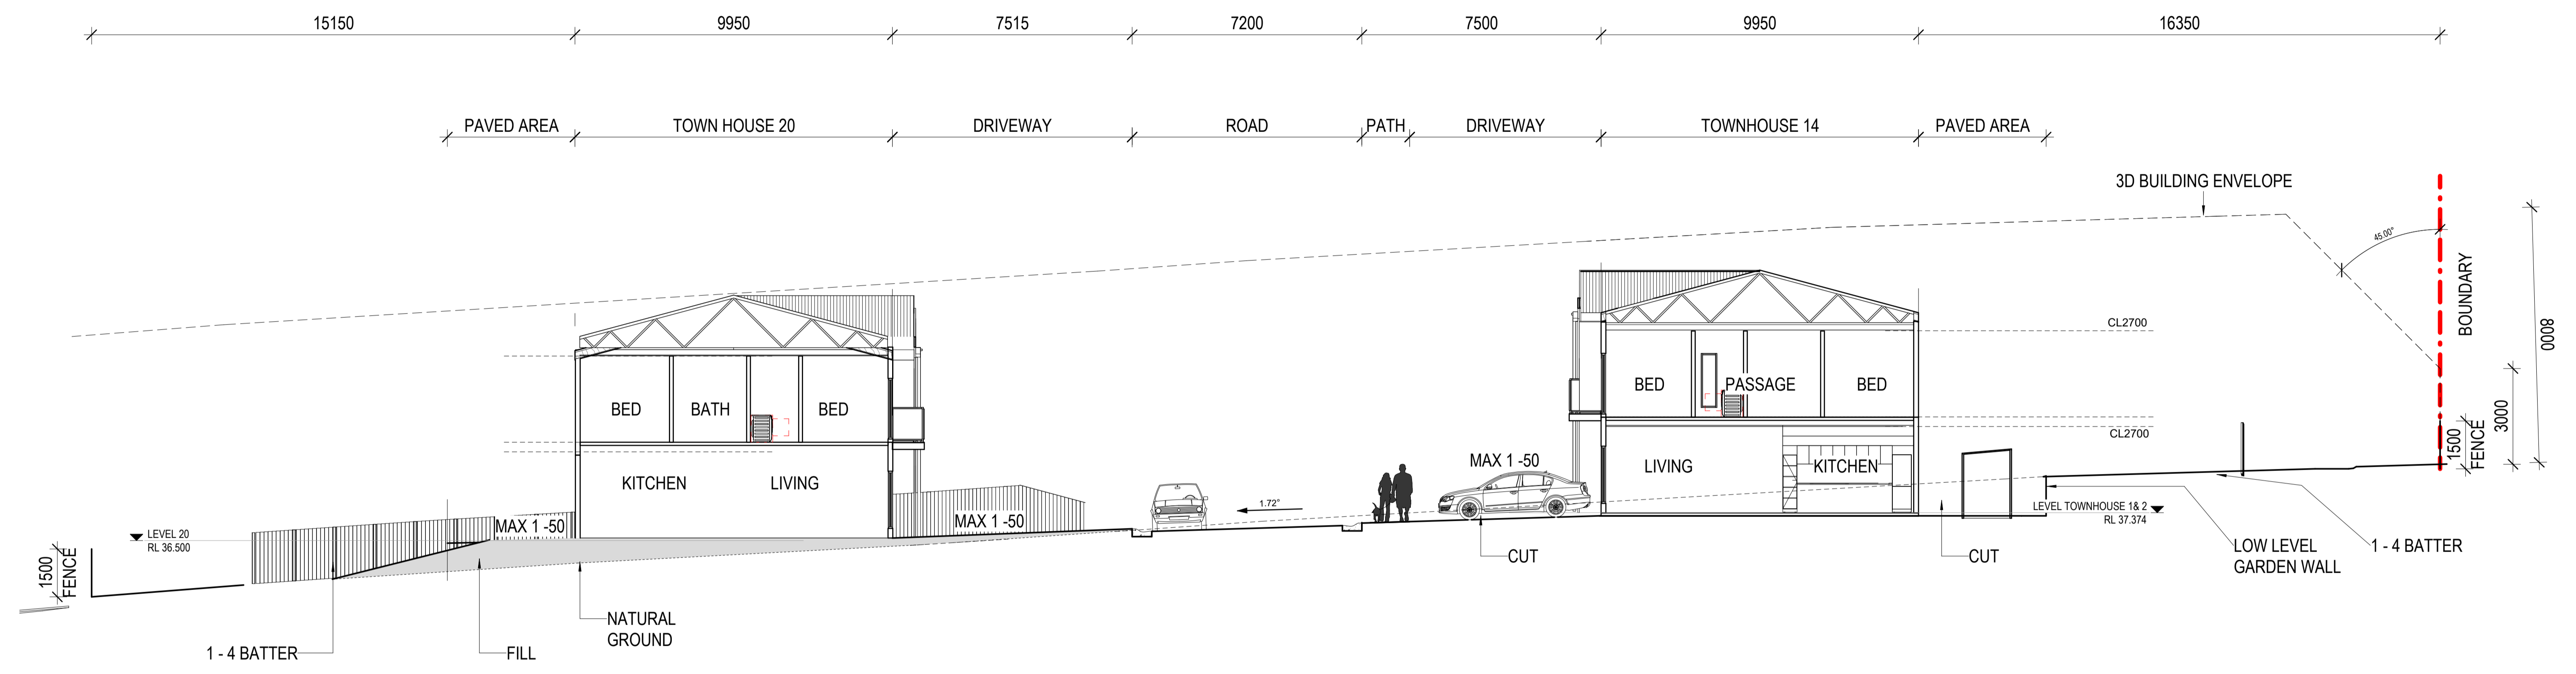 15150
9950
7515
7200
7500
9950
16350
PAVED AREA
TOWN HOUSE 20
DRIVEWAY
ROAD
PATH
DRIVEWAY
TOWNHOUSE 14
PAVED AREA
3D BUILDING ENVELOPE
45.00°
BOUNDARY
8000
3000
1500
FENCE
CL2700
CL2700
BED
BATH
BED
KITCHEN
LIVING
BED
PASSAGE
BED
LIVING
KITCHEN
MAX 1 -50
MAX 1 -50
MAX 1 -50
1.72°
LEVEL 20
RL 36.500
LEVEL TOWNHOUSE 1& 2
RL 37.374
1500
FENCE
CUT
CUT
LOW LEVEL
GARDEN WALL
1 - 4 BATTER
NATURAL
GROUND
1 - 4 BATTER
FILL